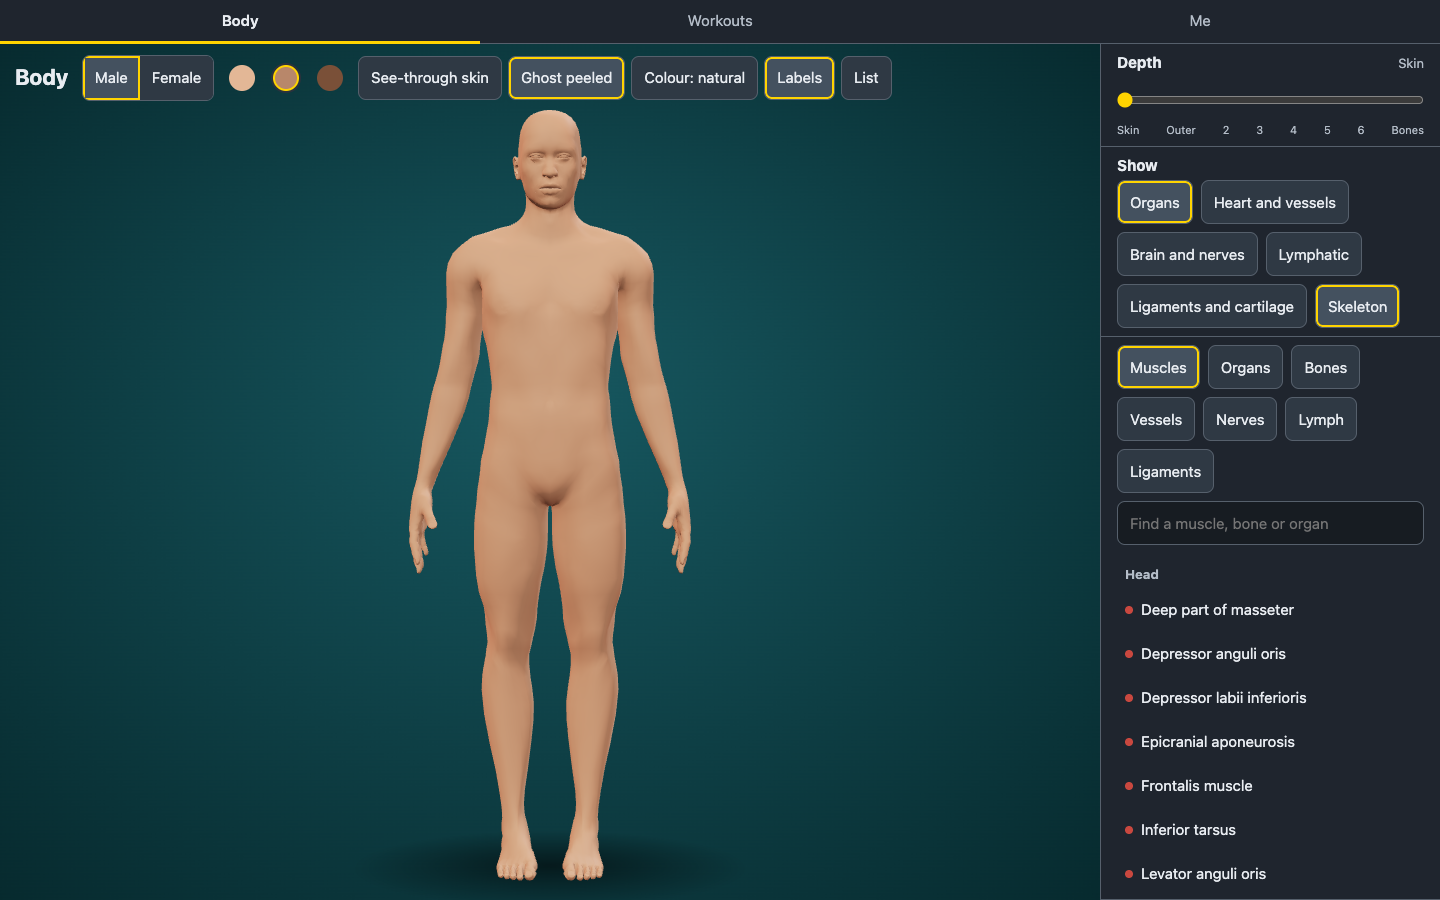 Body
Workouts
Me
Body
Male
Female
See-through skin
Ghost peeled
Colour: natural
Labels
List
Depth
Skin
Skin Outer 2 3 4 5 6 Bones
Show
Organs
Heart and vessels
Brain and nerves
Lymphatic
Ligaments and cartilage
Skeleton
Muscles
Organs
Bones
Vessels
Nerves
Lymph
Ligaments
Find a muscle, bone or organ
Head
Deep part of masseter
Depressor anguli oris
Depressor labii inferioris
Epicranial aponeurosis
Frontalis muscle
Inferior tarsus
Levator anguli oris